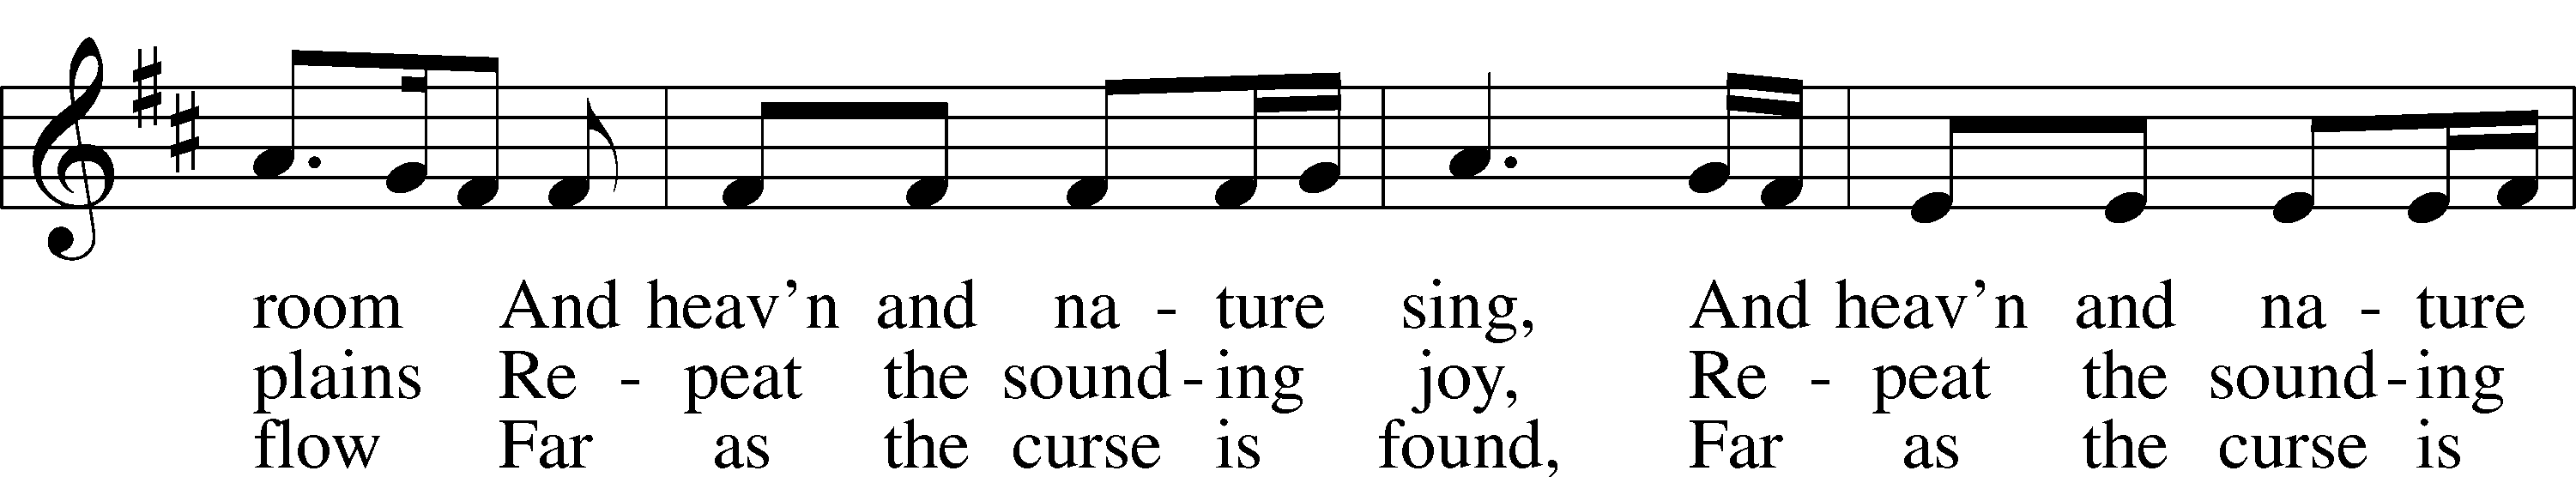 room And heav’n and na - ture sing, And heav’n and na - ture
plains Re - peat the sound - ing joy, Re - peat the sound - ing
flow Far as the curse is found, Far as the curse is